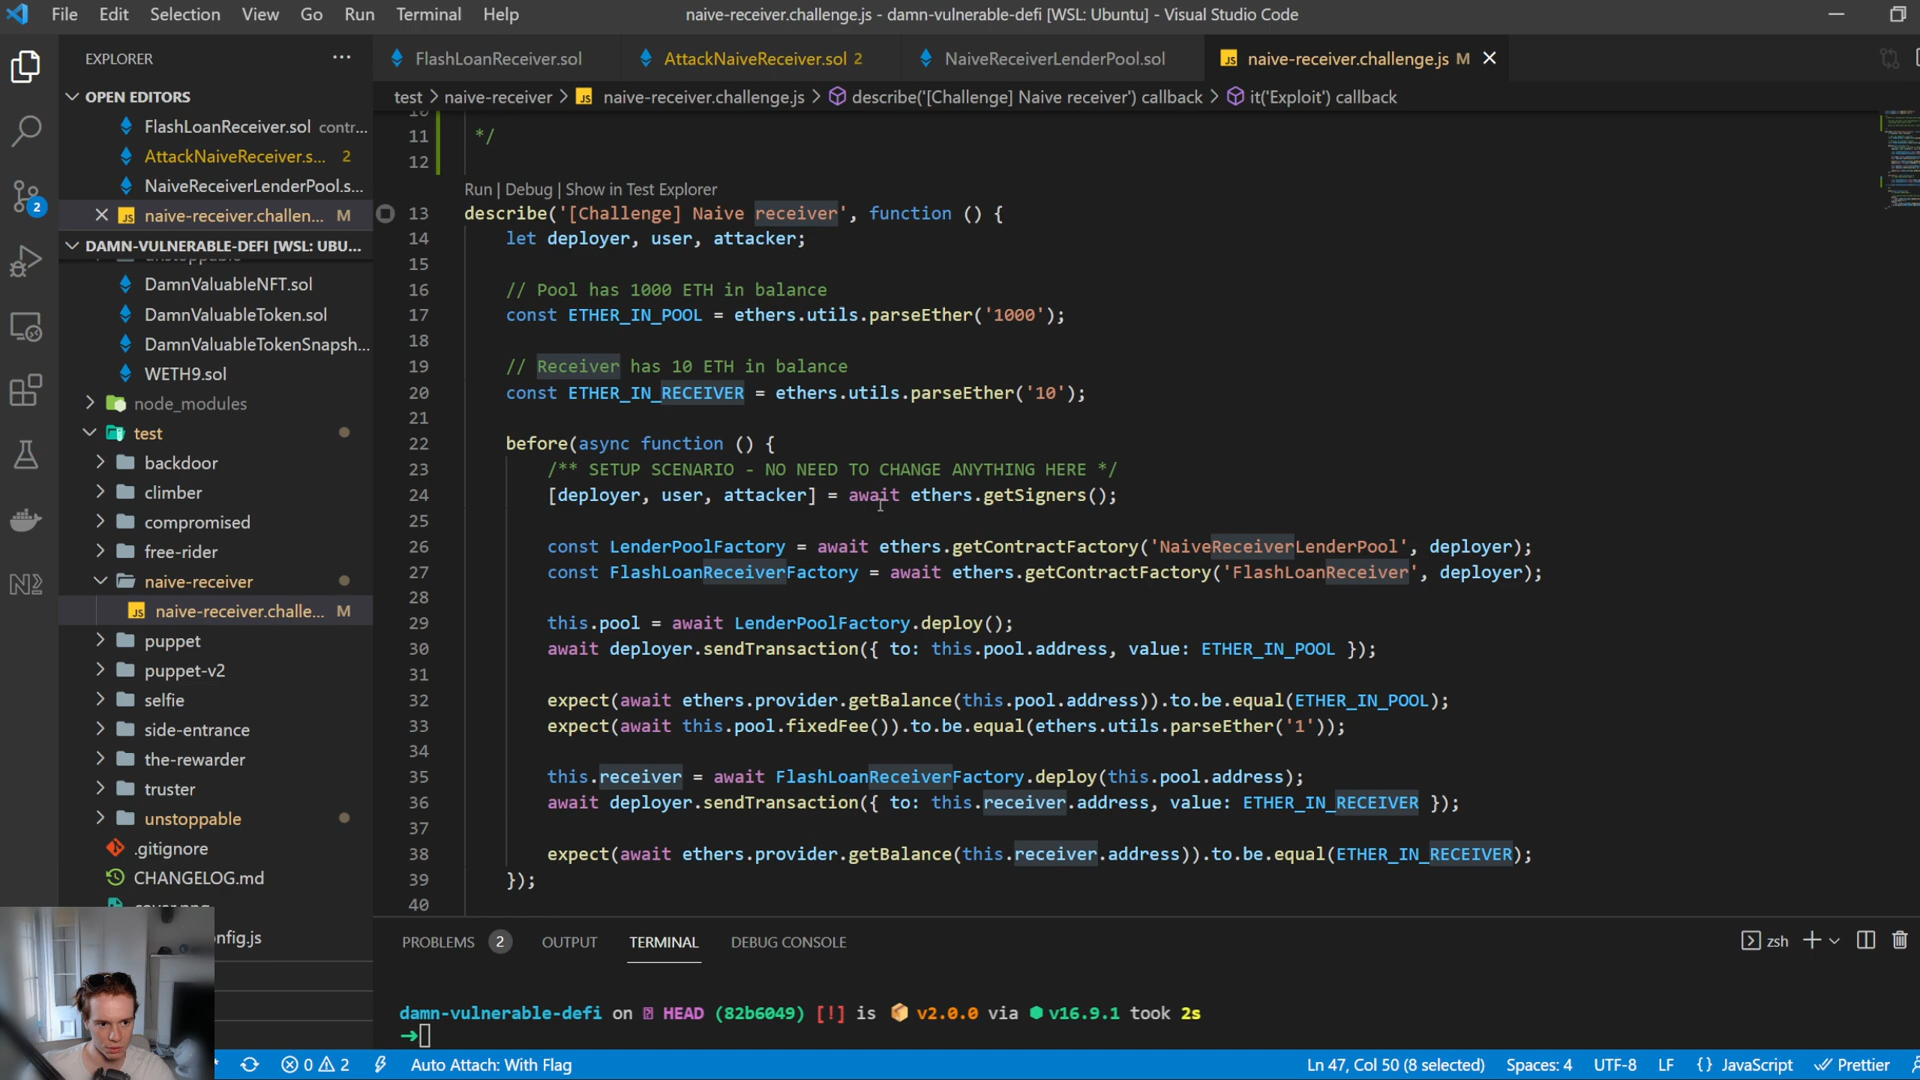 File Edit Selection View Go Run Terminal Help
naive-receiver.challenge.js - damn-vulnerable-defi [WSL: Ubuntu] - Visual Studio Code
EXPLORER
FlashLoanReceiver.sol
AttackNaiveReceiver.sol 2
NaiveReceiverLenderPool.sol
JS naive-receiver.challenge.js M
OPEN EDITORS
FlashLoanReceiver.sol contr...
AttackNaiveReceiver.s... 2
NaiveReceiverLenderPool.s...
JS naive-receiver.challen... M
DAMN-VULNERABLE-DEFI [WSL: UBU...
DamnValuableNFT.sol
DamnValuableToken.sol
DamnValuableTokenSnapsh...
WETH9.sol
node_modules
test
backdoor
climber
compromised
free-rider
naive-receiver
JS naive-receiver.challe... M
puppet
puppet-v2
selfie
side-entrance
the-rewarder
truster
unstoppable
.gitignore
CHANGELOG.md
nfig.js
2
test > naive-receiver > JS naive-receiver.challenge.js > describe('[Challenge] Naive receiver') callback > it('Exploit') callback
11 */
12
Run | Debug | Show in Test Explorer
13 describe('[Challenge] Naive receiver', function () {
14 let deployer, user, attacker;
15
16 // Pool has 1000 ETH in balance
17 const ETHER_IN_POOL = ethers.utils.parseEther('1000');
18
19 // Receiver has 10 ETH in balance
20 const ETHER_IN_RECEIVER = ethers.utils.parseEther('10');
21
22 before(async function () {
23 /** SETUP SCENARIO - NO NEED TO CHANGE ANYTHING HERE */
24 [deployer, user, attacker] = await ethers.getSigners();
25
26 const LenderPoolFactory = await ethers.getContractFactory('NaiveReceiverLenderPool', deployer);
27 const FlashLoanReceiverFactory = await ethers.getContractFactory('FlashLoanReceiver', deployer);
28
29 this.pool = await LenderPoolFactory.deploy();
30 await deployer.sendTransaction({ to: this.pool.address, value: ETHER_IN_POOL });
31
32 expect(await ethers.provider.getBalance(this.pool.address)).to.be.equal(ETHER_IN_POOL);
33 expect(await this.pool.fixedFee()).to.be.equal(ethers.utils.parseEther('1'));
34
35 this.receiver = await FlashLoanReceiverFactory.deploy(this.pool.address);
36 await deployer.sendTransaction({ to: this.receiver.address, value: ETHER_IN_RECEIVER });
37
38 expect(await ethers.provider.getBalance(this.receiver.address)).to.be.equal(ETHER_IN_RECEIVER);
39 });
40
PROBLEMS 2 OUTPUT TERMINAL DEBUG CONSOLE
zsh
damn-vulnerable-defi on HEAD (82b6049) [!] is v2.0.0 via v16.9.1 took 2s
➜
0 2 Auto Attach: With Flag
Ln 47, Col 50 (8 selected) Spaces: 4 UTF-8 LF {} JavaScript Prettier